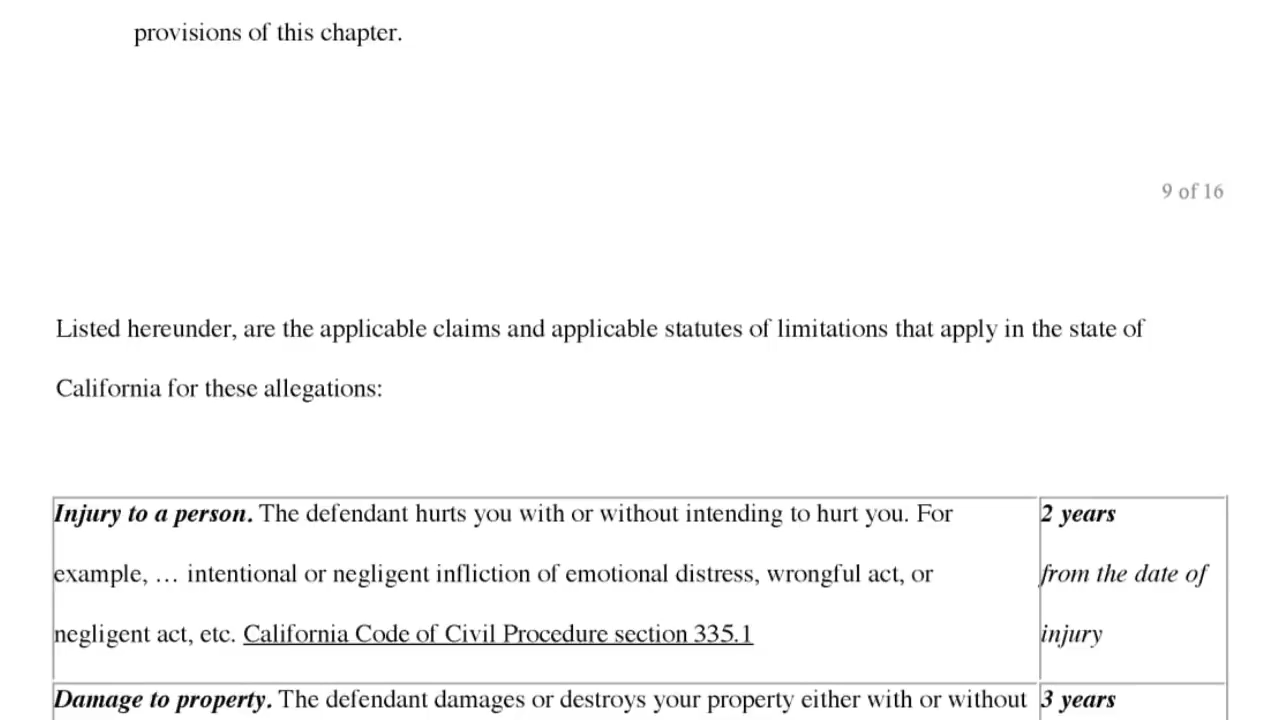 provisions of this chapter.
9 of 16
Listed hereunder, are the applicable claims and applicable statutes of limitations that apply in the state of
California for these allegations:
Injury to a person. The defendant hurts you with or without intending to hurt you. For
example, … intentional or negligent infliction of emotional distress, wrongful act, or
negligent act, etc. California Code of Civil Procedure section 335.1
2 years
from the date of
injury
Damage to property. The defendant damages or destroys your property either with or without
3 years